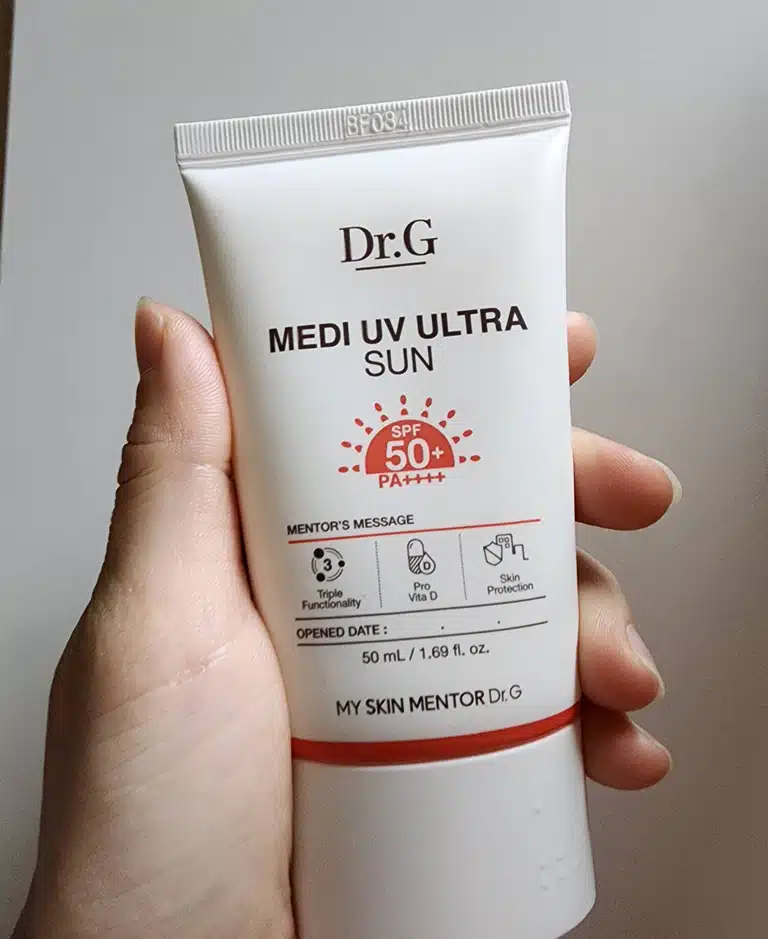 8F084
Dr.G
MEDI UV ULTRA
SUN
SPF
50+
PA++++
MENTOR'S MESSAGE
3
Triple
Functionality
D
Pro
Vita D
Skin
Protection
OPENED DATE : . .
50 mL / 1.69 fl. oz.
MY SKIN MENTOR Dr.G